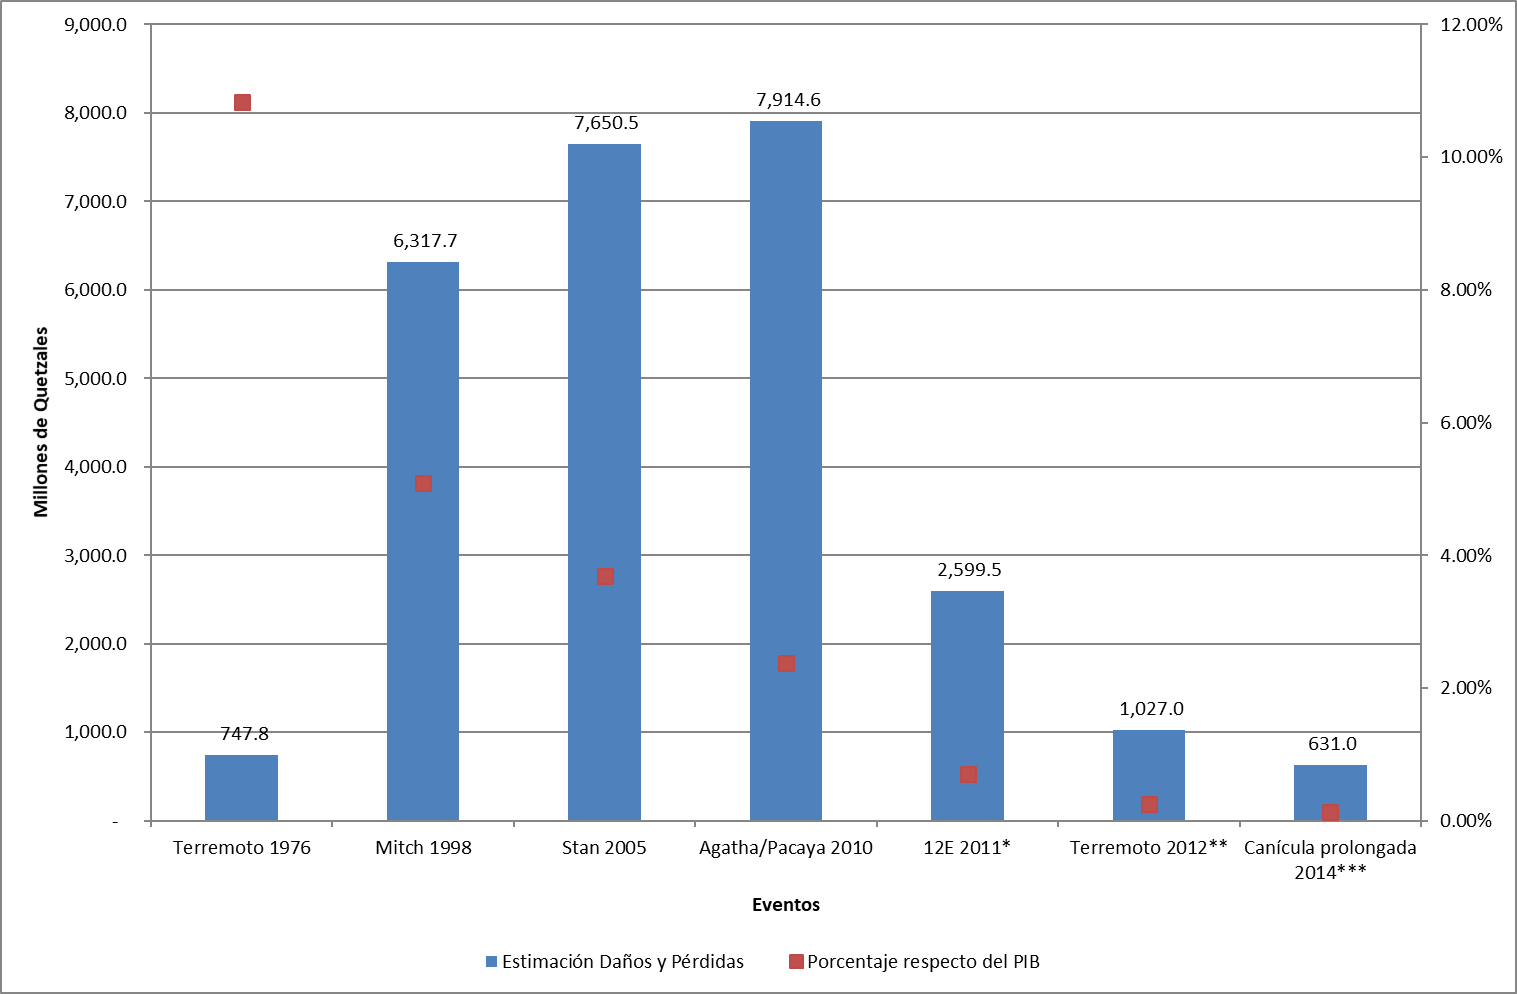 9,000.0
8,000.0
7,000.0
6,000.0
5,000.0
4,000.0
3,000.0
2,000.0
1,000.0
-
Millones de Quetzales
12.00%
10.00%
8.00%
6.00%
4.00%
2.00%
0.00%
747.8
6,317.7
7,650.5
7,914.6
2,599.5
1,027.0
631.0
Terremoto 1976
Mitch 1998
Stan 2005
Agatha/Pacaya 2010
12E 2011*
Terremoto 2012**
Canícula prolongada
2014***
Eventos
Estimación Daños y Pérdidas
Porcentaje respecto del PIB